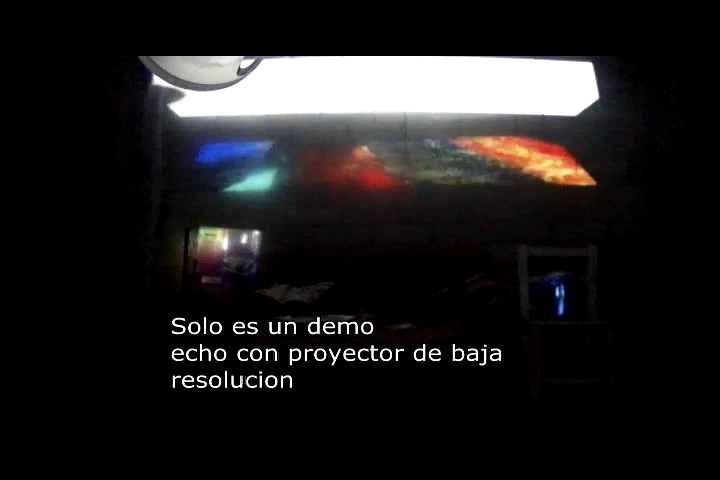 Solo es un demo
echo con proyector de baja
resolucion